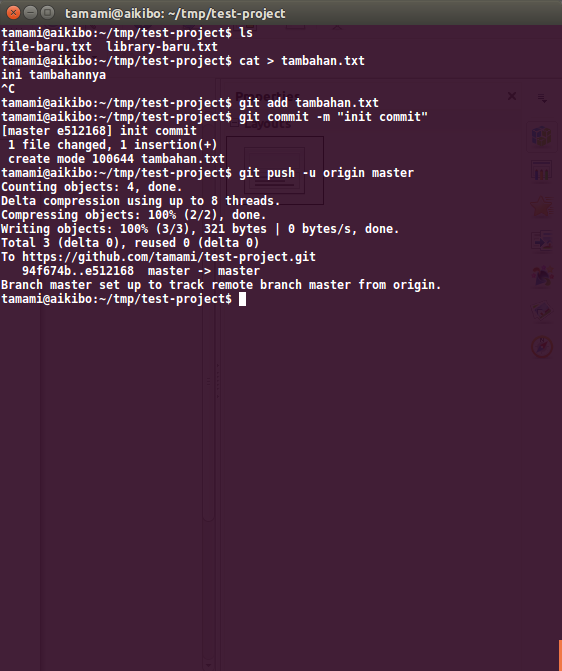 tamami@aikibo: ~/tmp/test-project
tamami@aikibo:~/tmp/test-project$ ls
file-baru.txt  library-baru.txt
tamami@aikibo:~/tmp/test-project$ cat > tambahan.txt
ini tambahannya
^C
tamami@aikibo:~/tmp/test-project$ git add tambahan.txt
tamami@aikibo:~/tmp/test-project$ git commit -m "init commit"
[master e512168] init commit
 1 file changed, 1 insertion(+)
 create mode 100644 tambahan.txt
tamami@aikibo:~/tmp/test-project$ git push -u origin master
Counting objects: 4, done.
Delta compression using up to 8 threads.
Compressing objects: 100% (2/2), done.
Writing objects: 100% (3/3), 321 bytes | 0 bytes/s, done.
Total 3 (delta 0), reused 0 (delta 0)
To https://github.com/tamami/test-project.git
   94f674b..e512168  master -> master
Branch master set up to track remote branch master from origin.
tamami@aikibo:~/tmp/test-project$
Properties
Layouts